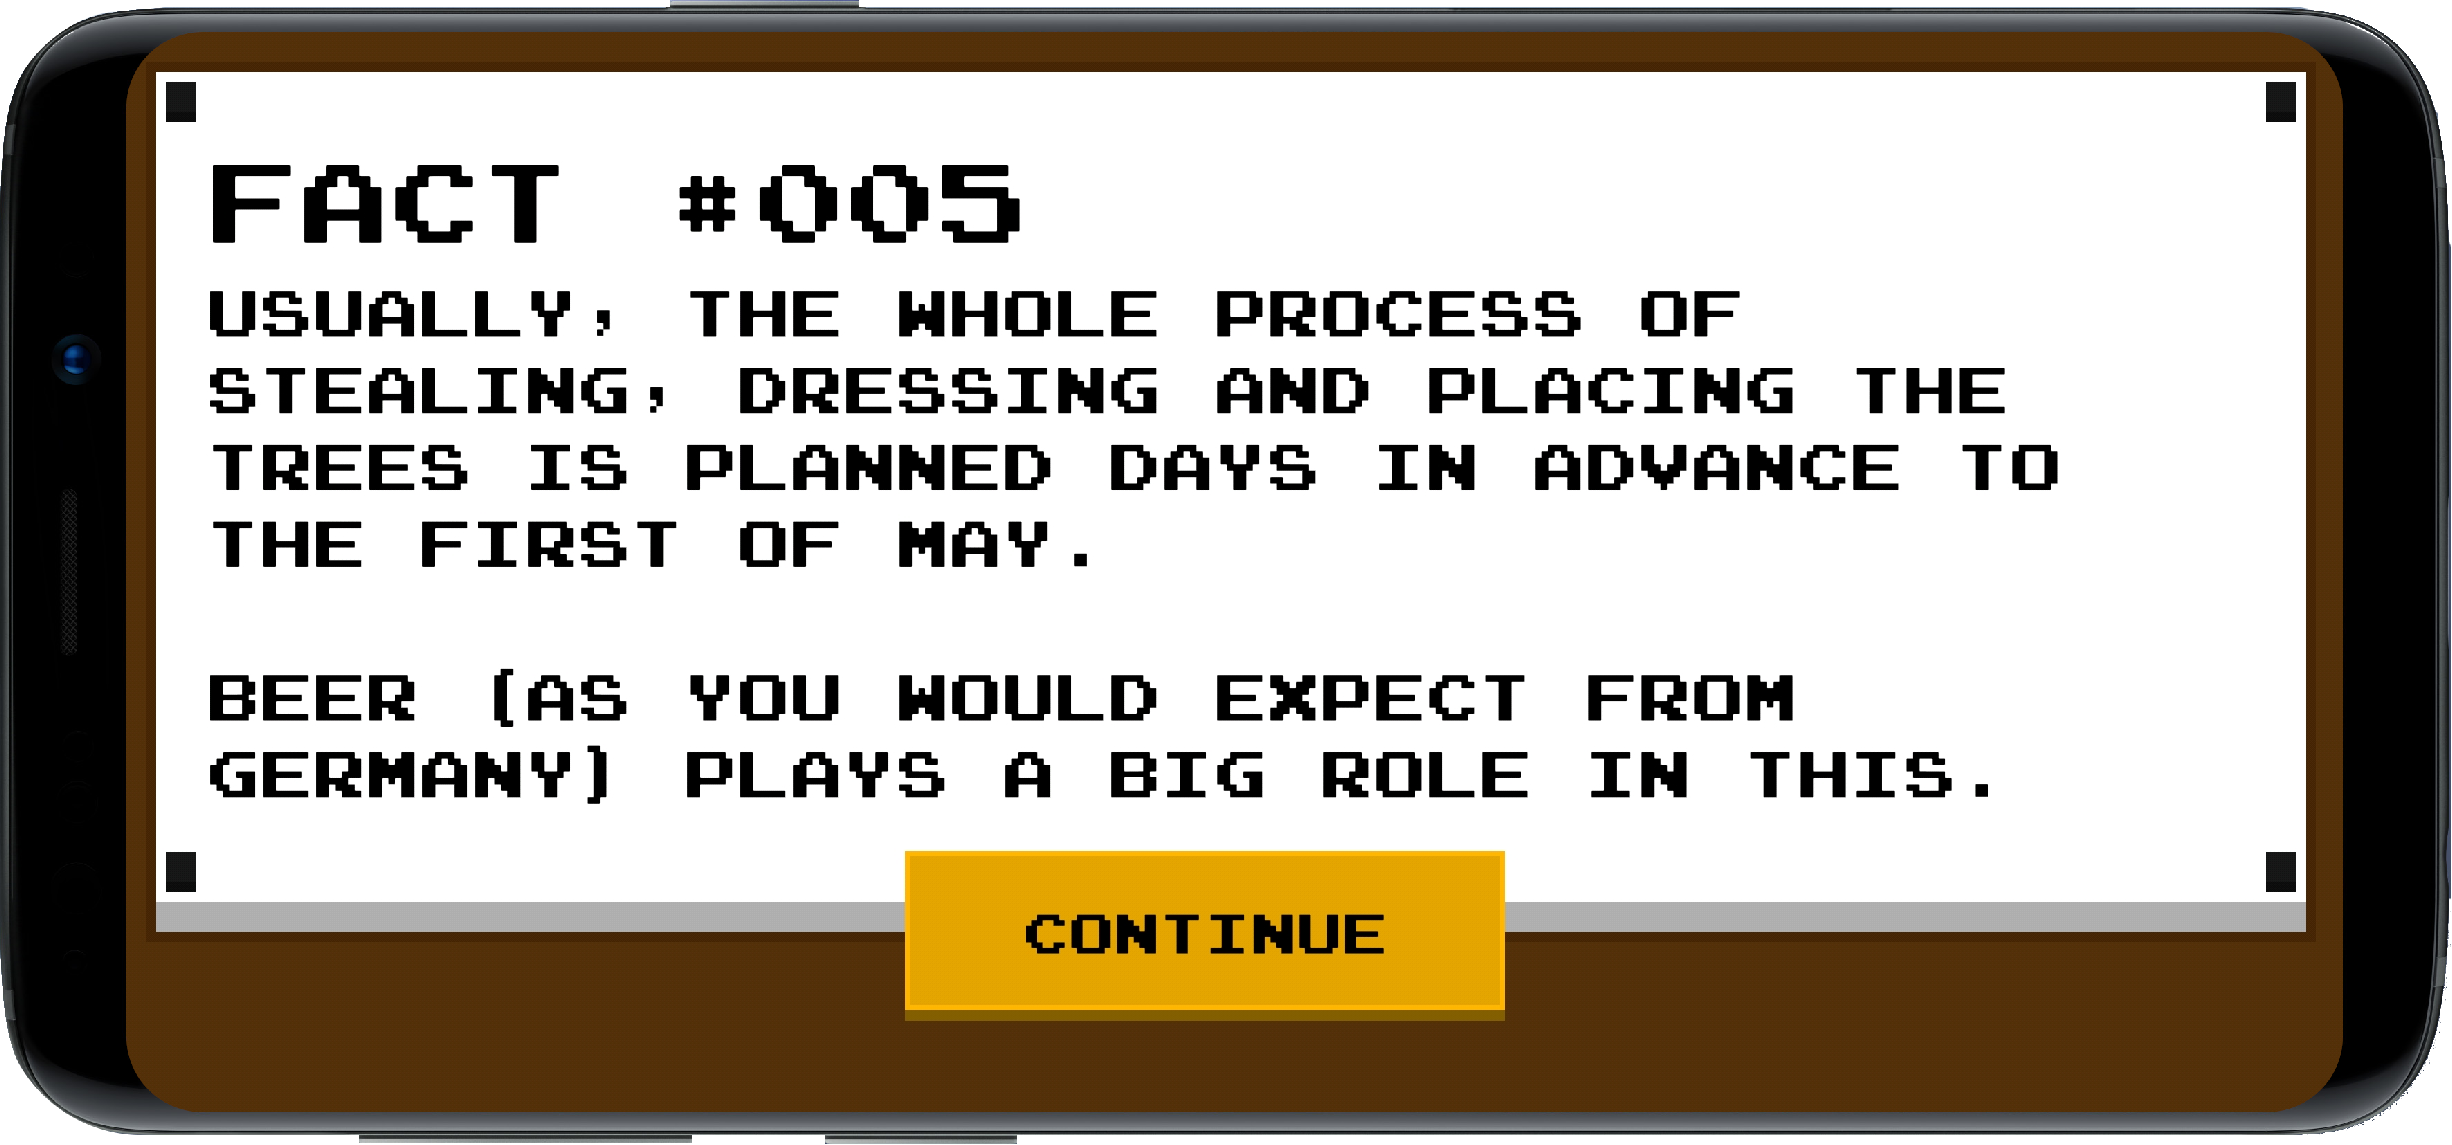 FACT #005
USUALLY, THE WHOLE PROCESS OF
STEALING, DRESSING AND PLACING THE
TREES IS PLANNED DAYS IN ADVANCE TO
THE FIRST OF MAY.
BEER (AS YOU WOULD EXPECT FROM
GERMANY) PLAYS A BIG ROLE IN THIS.
CONTINUE